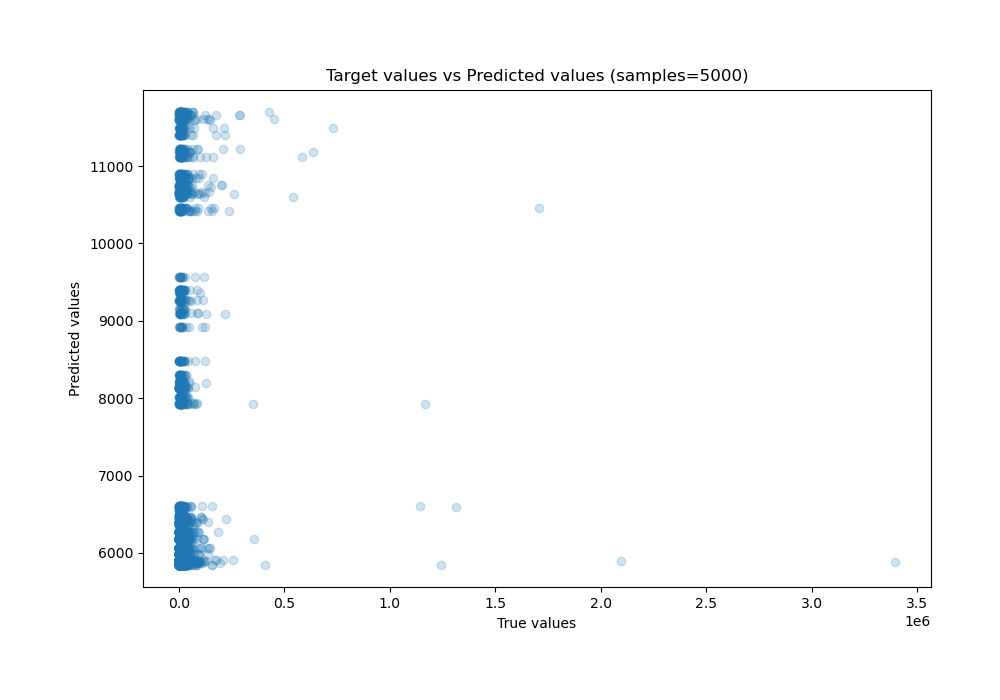 Target values vs Predicted values (samples=5000)
Predicted values
11000
10000
9000
8000
7000
6000
0.0 0.5 1.0 1.5 2.0 2.5 3.0 3.5
1e6
True values